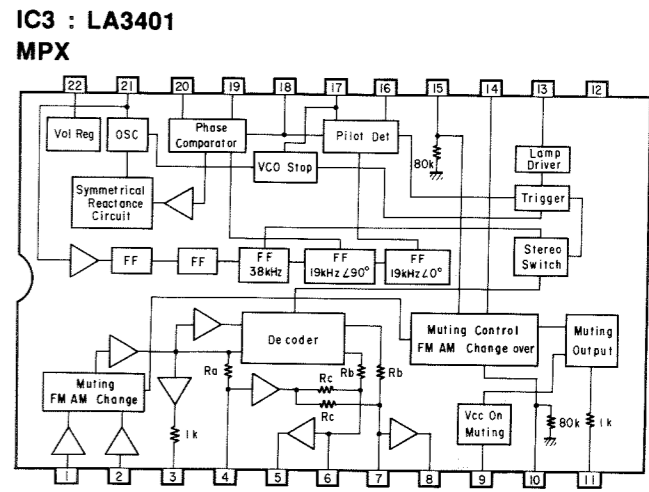 IC3 : LA3401
MPX
22 21 20 19 18 17 16 15 14 13 12
Vol Reg
OSC
Phase
Comparator
Pilot Det
80k
Lamp
Driver
VCO Stop
Symmetrical
Reactance
Circuit
Trigger
FF
FF
FF
38kHz
FF
19kHz∠90°
FF
19kHz∠0°
Stereo
Switch
Decoder
Muting Control
FM AM Change over
Muting
Output
Ra
Rb
Rb
Rc
Rc
Muting
FM AM Change
1k
Vcc On
Muting
80k
1k
1 2 3 4 5 6 7 8 9 10 11